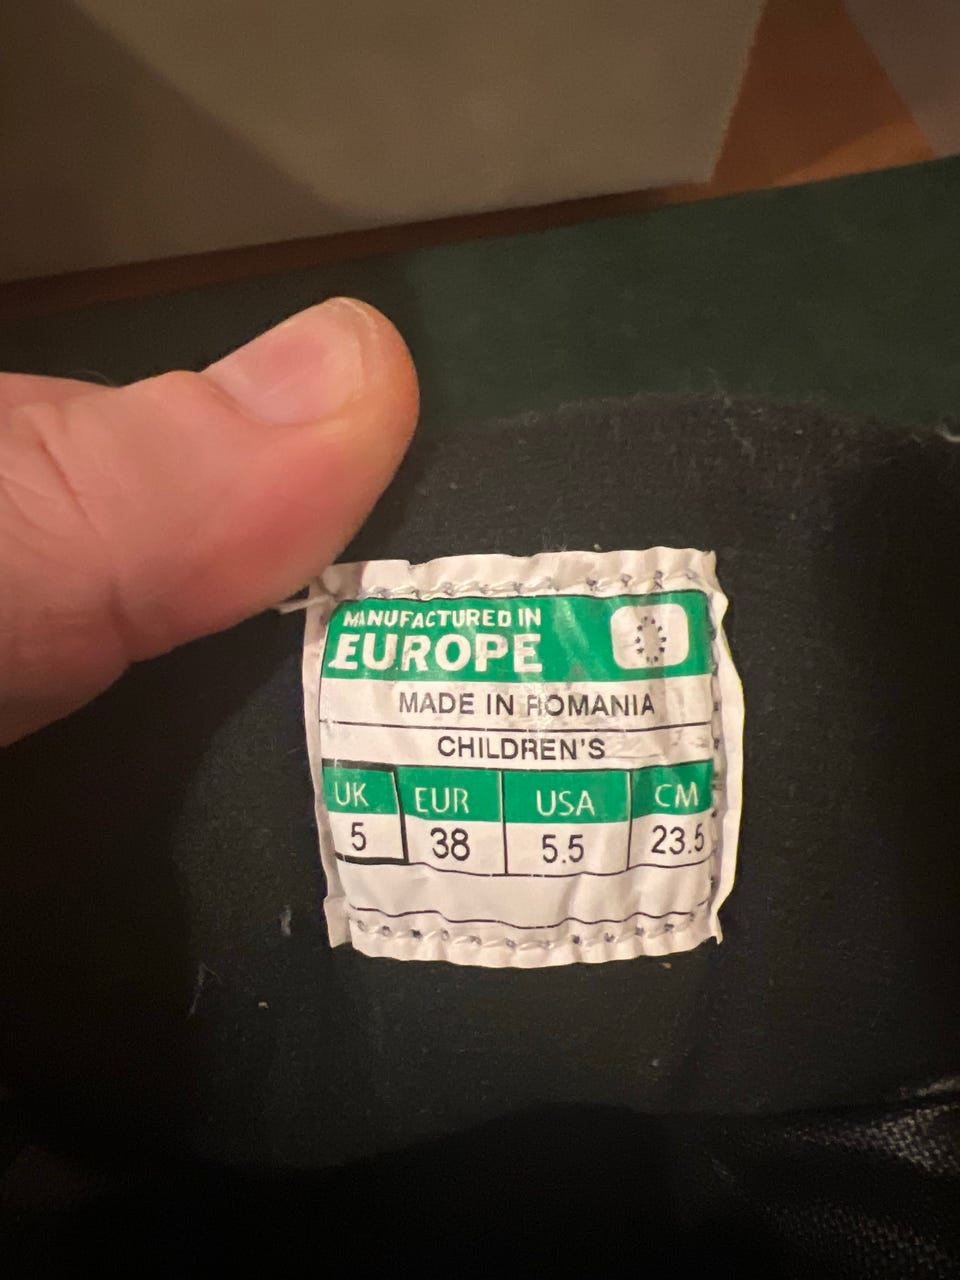 MANUFACTURED IN
EUROPE
MADE IN ROMANIA
CHILDREN'S
UK EUR USA CM
5 38 5.5 23.5